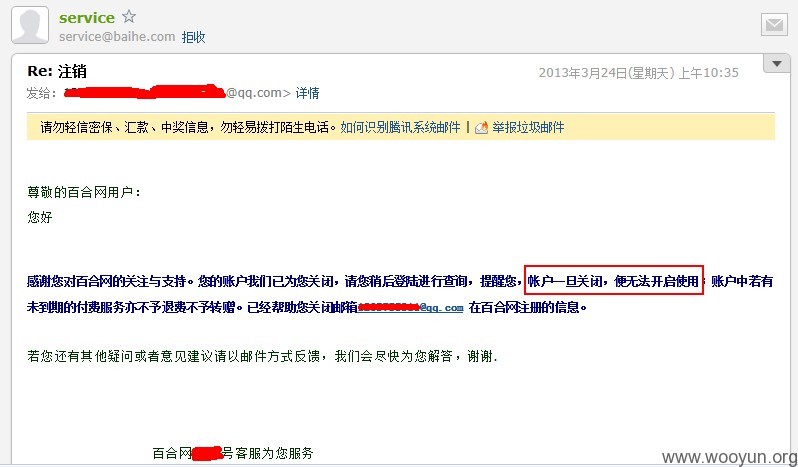 service ☆
service@baihe.com 拒收
Re: 注销
2013年3月24日(星期天) 上午10:35
发给: @qq.com> 详情
请勿轻信密保、汇款、中奖信息，勿轻易拨打陌生电话。如何识别腾讯系统邮件 | 举报垃圾邮件
尊敬的百合网用户：
您好
感谢您对百合网的关注与支持。您的账户我们已为您关闭，请您稍后登陆进行查询，提醒您，帐户一旦关闭，便无法开启使用；账户中若有
未到期的付费服务亦不予退费不予转赠。已经帮助您关闭邮箱 @qq.com 在百合网注册的信息。
若您还有其他疑问或者意见建议请以邮件方式反馈，我们会尽快为您解答，谢谢.
百合网 号客服为您服务
www.wooyun.org